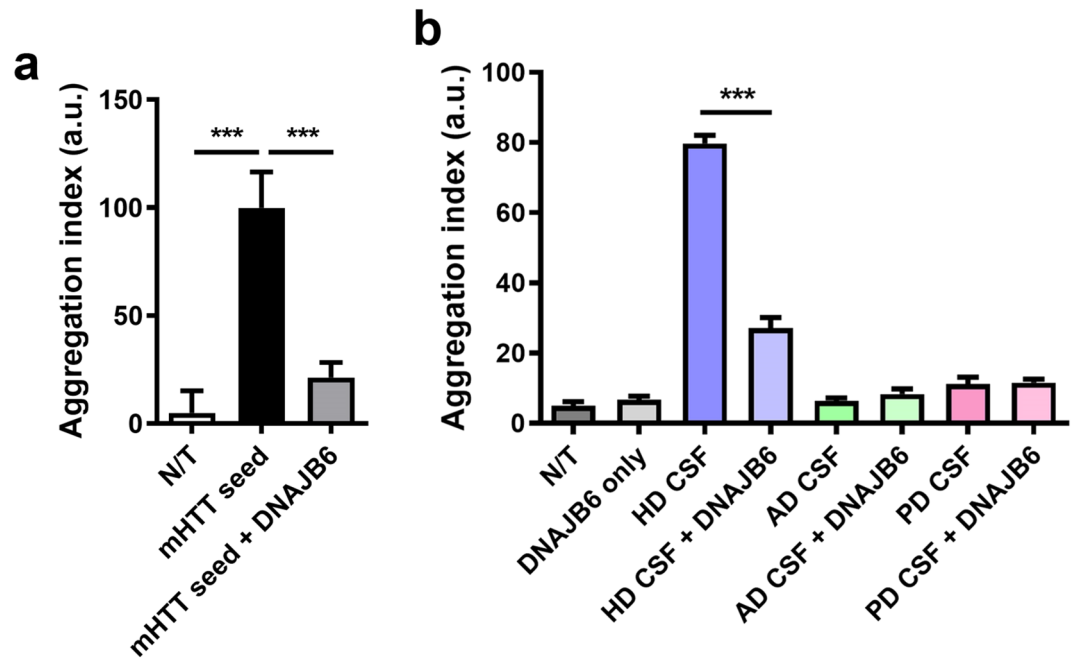 a
Aggregation index (a.u.)
150
100
50
0
***
***
N/T
mHTT seed
mHTT seed + DNAJB6
b
Aggregation index (a.u.)
100
80
60
40
20
0
***
N/T
DNAJB6 only
HD CSF
HD CSF + DNAJB6
AD CSF
AD CSF + DNAJB6
PD CSF
PD CSF + DNAJB6